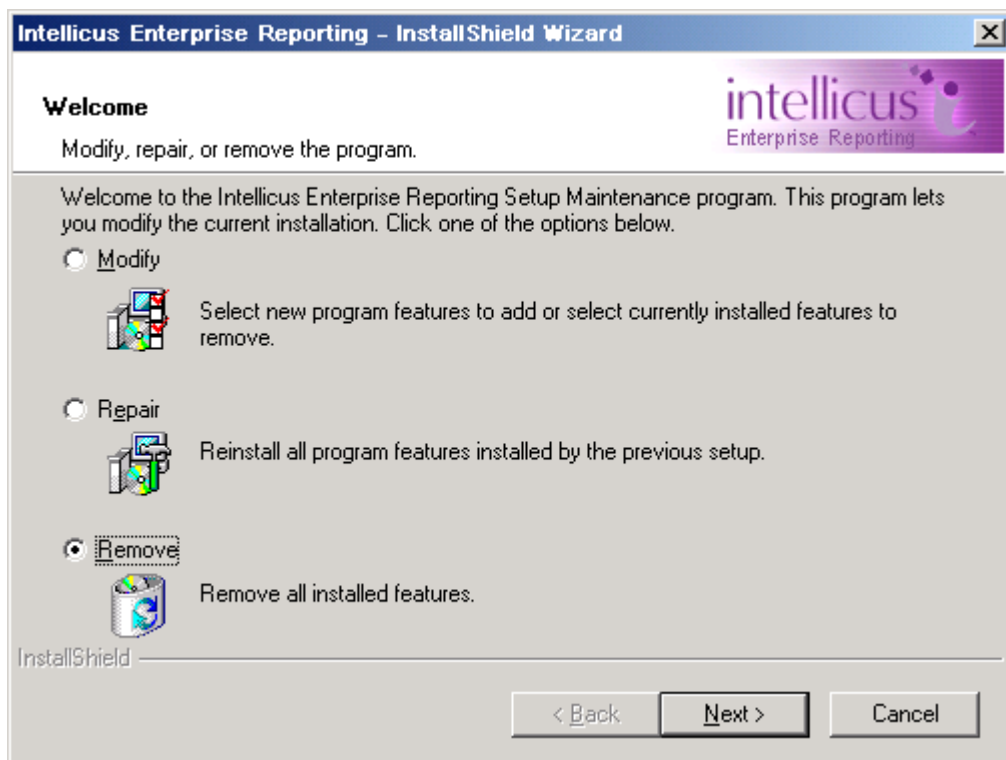 Intellicus Enterprise Reporting - InstallShield Wizard
intellicus
Enterprise Reporting
Welcome
Modify, repair, or remove the program.
Welcome to the Intellicus Enterprise Reporting Setup Maintenance program. This program lets
you modify the current installation. Click one of the options below.
Modify
Select new program features to add or select currently installed features to
remove.
Repair
Reinstall all program features installed by the previous setup.
Remove
Remove all installed features.
InstallShield
< Back
Next >
Cancel